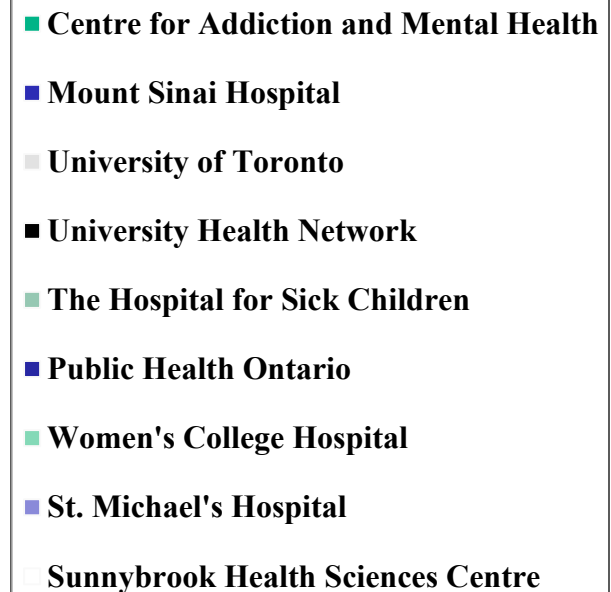 Centre for Addiction and Mental Health
Mount Sinai Hospital
University of Toronto
University Health Network
The Hospital for Sick Children
Public Health Ontario
Women's College Hospital
St. Michael's Hospital
Sunnybrook Health Sciences Centre